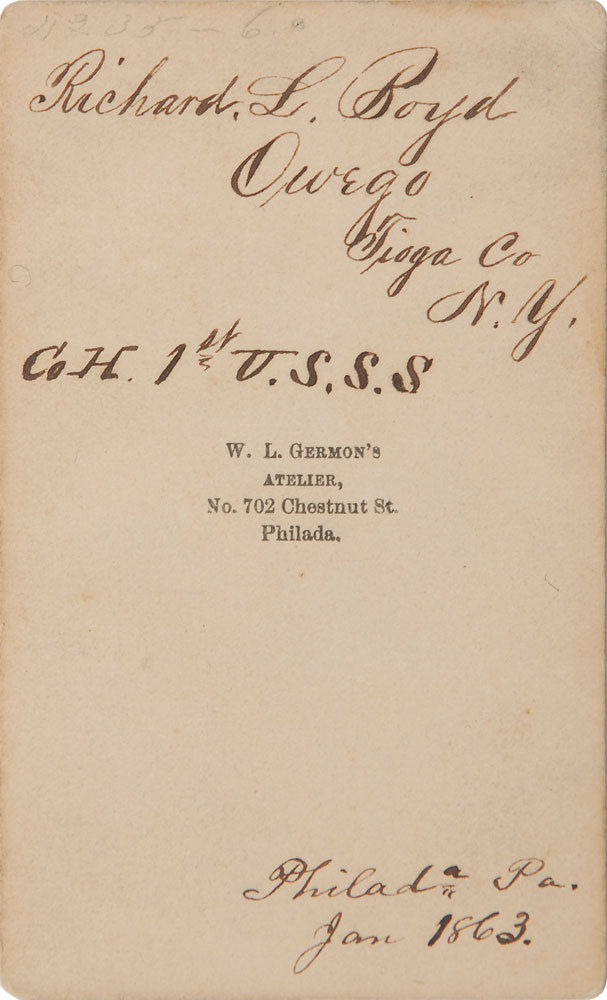 Richard. L. Boyd
Owego
Tioga Co
N. Y.
Co H. 1st U. S. S. S
W. L. GERMON'S
ATELIER,
No. 702 Chestnut St.
Philada.
Philada Pa.
Jan 1863.